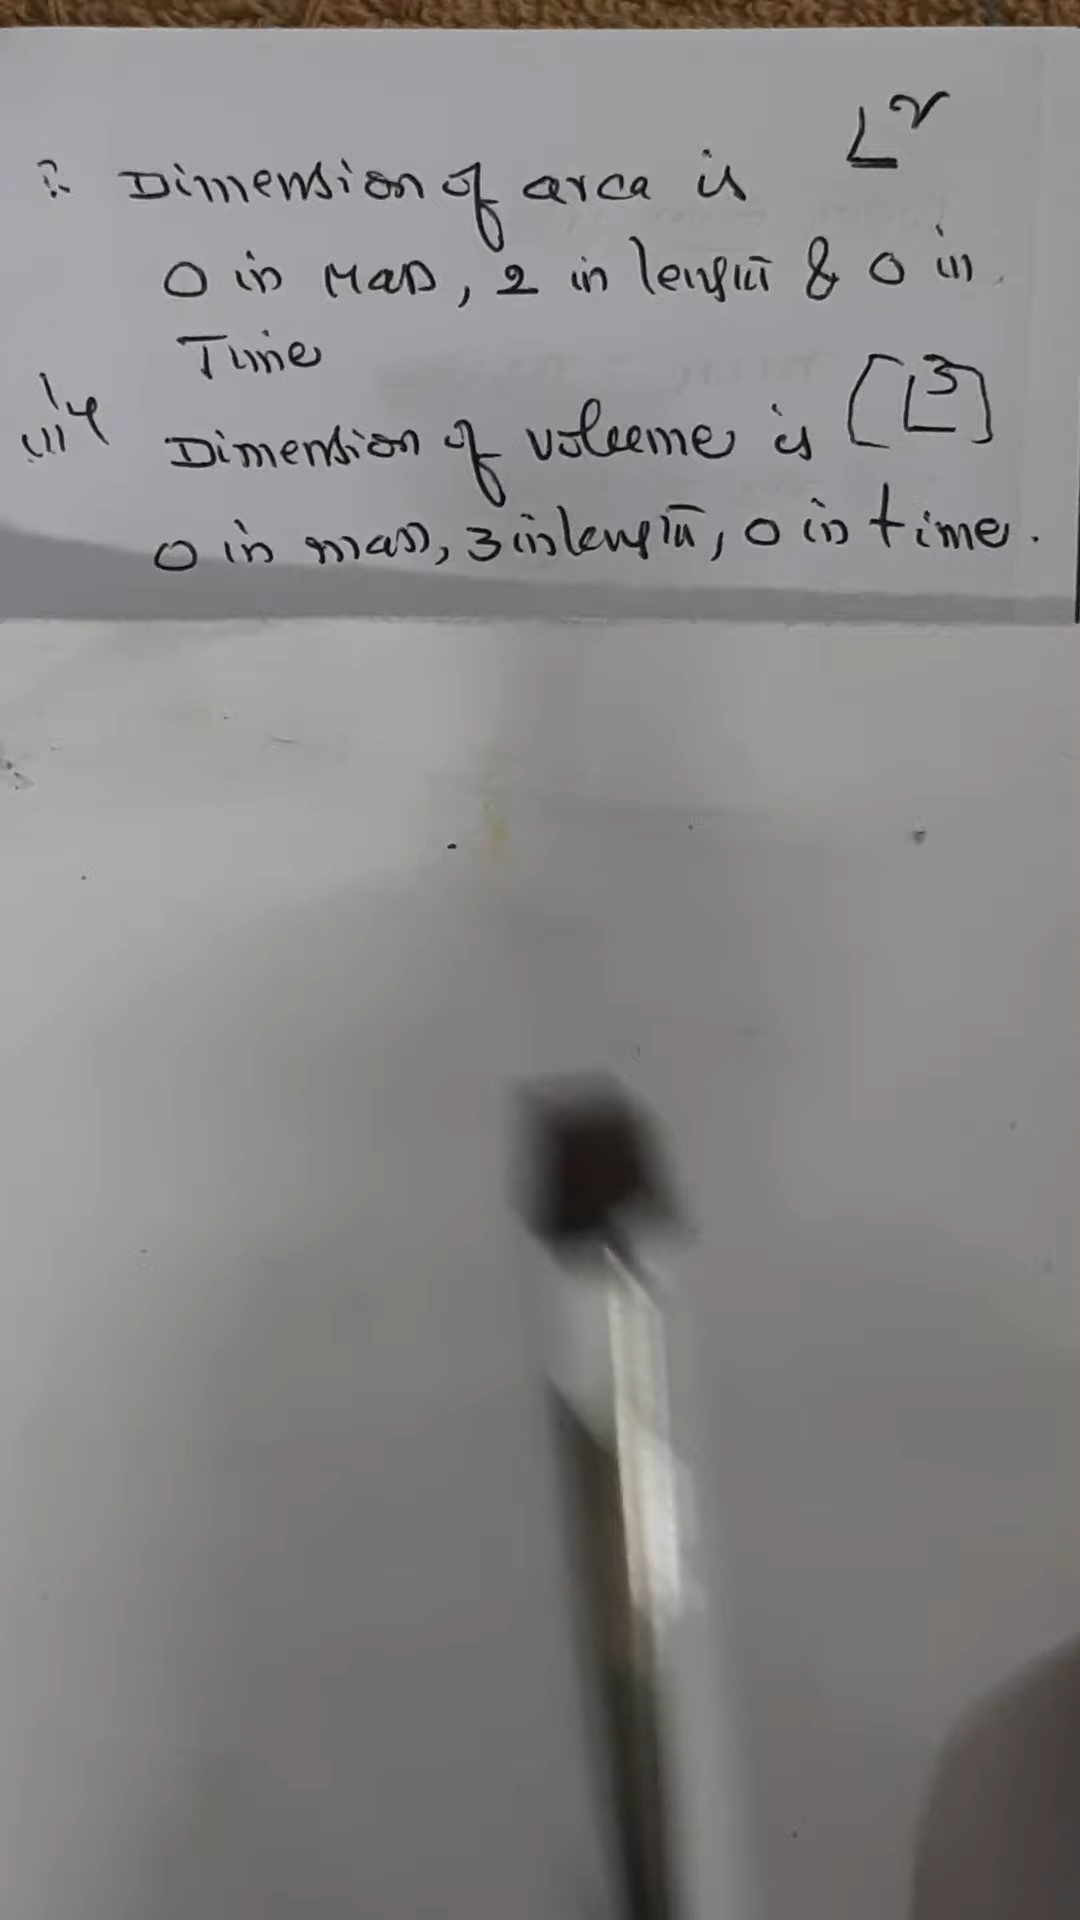 ∴ Dimension of area is L²
0 in Mass, 2 in length & 0 in
Time
|||ly Dimension of volume is [L³]
0 in mass, 3 in length, 0 in time.